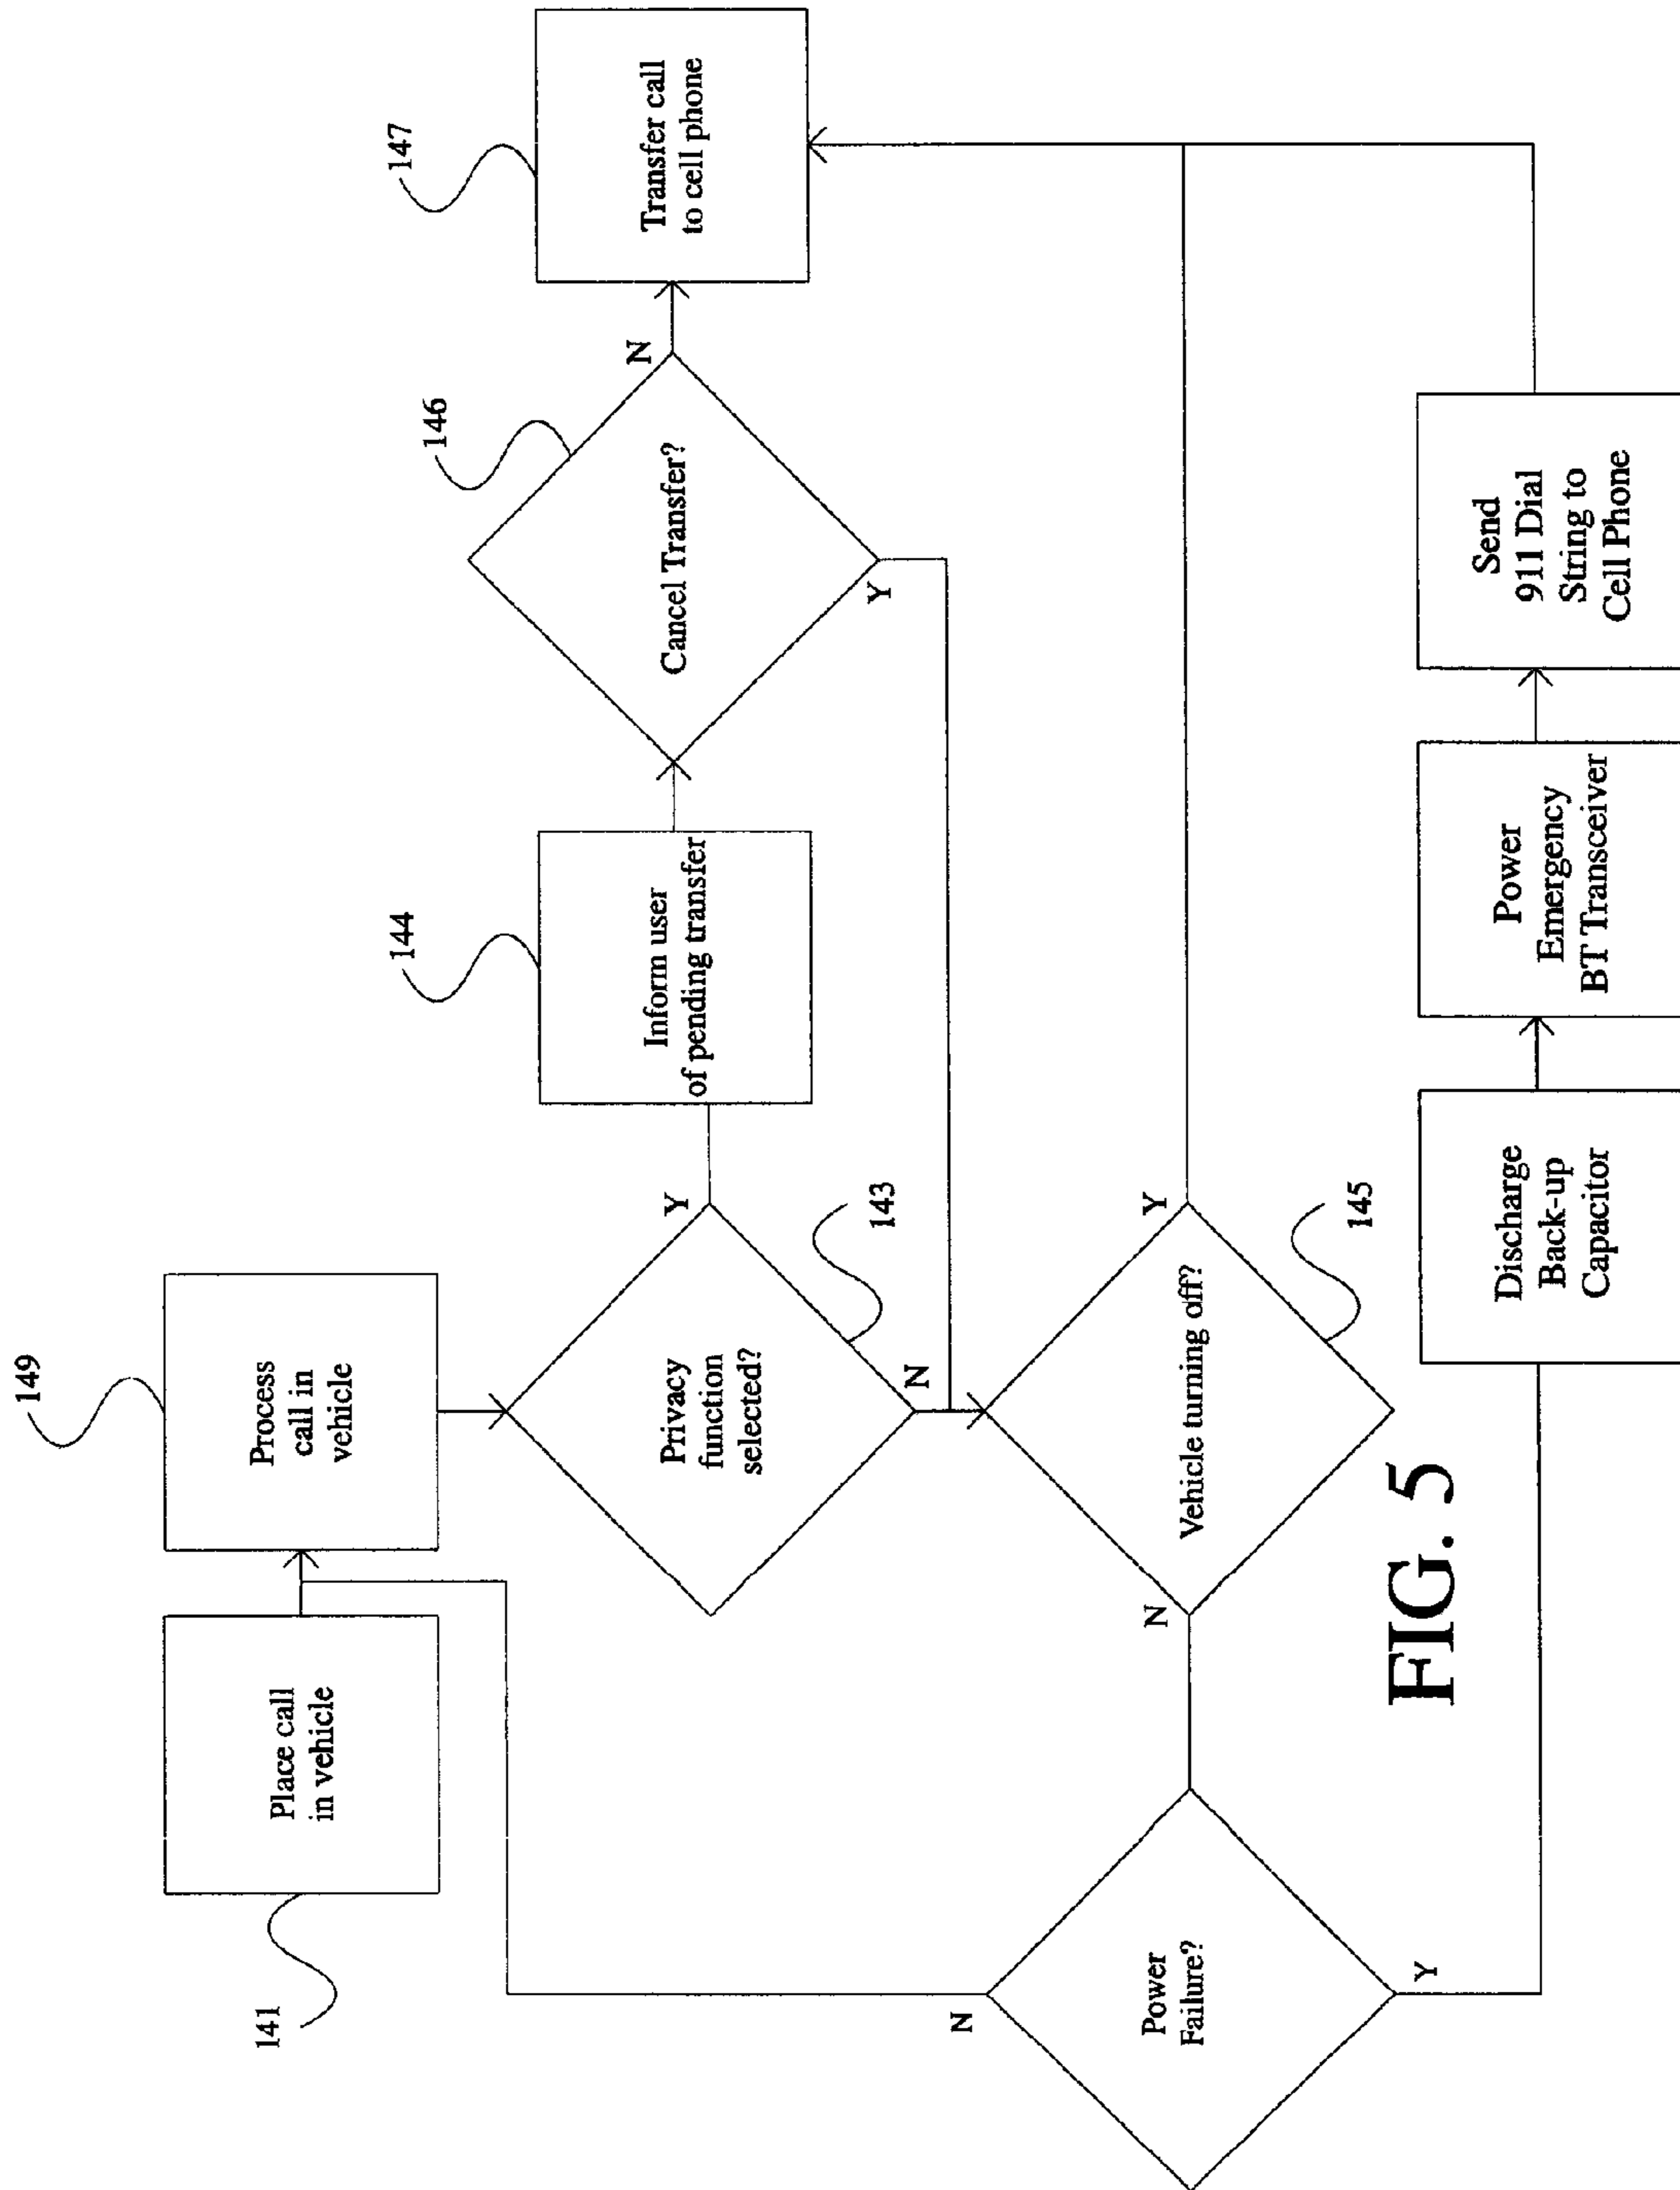 141
Place call
in vehicle
149
Process
call in
vehicle
Privacy
function
selected?
143
Y
N
144
Inform user
of pending transfer
146
Cancel Transfer?
N
Y
147
Transfer call
to cell phone
Vehicle turning off?
145
Y
N
Power
Failure?
N
Y
Discharge
Back-up
Capacitor
Power
Emergency
BT Transceiver
Send
911 Dial
String to
Cell Phone
FIG. 5